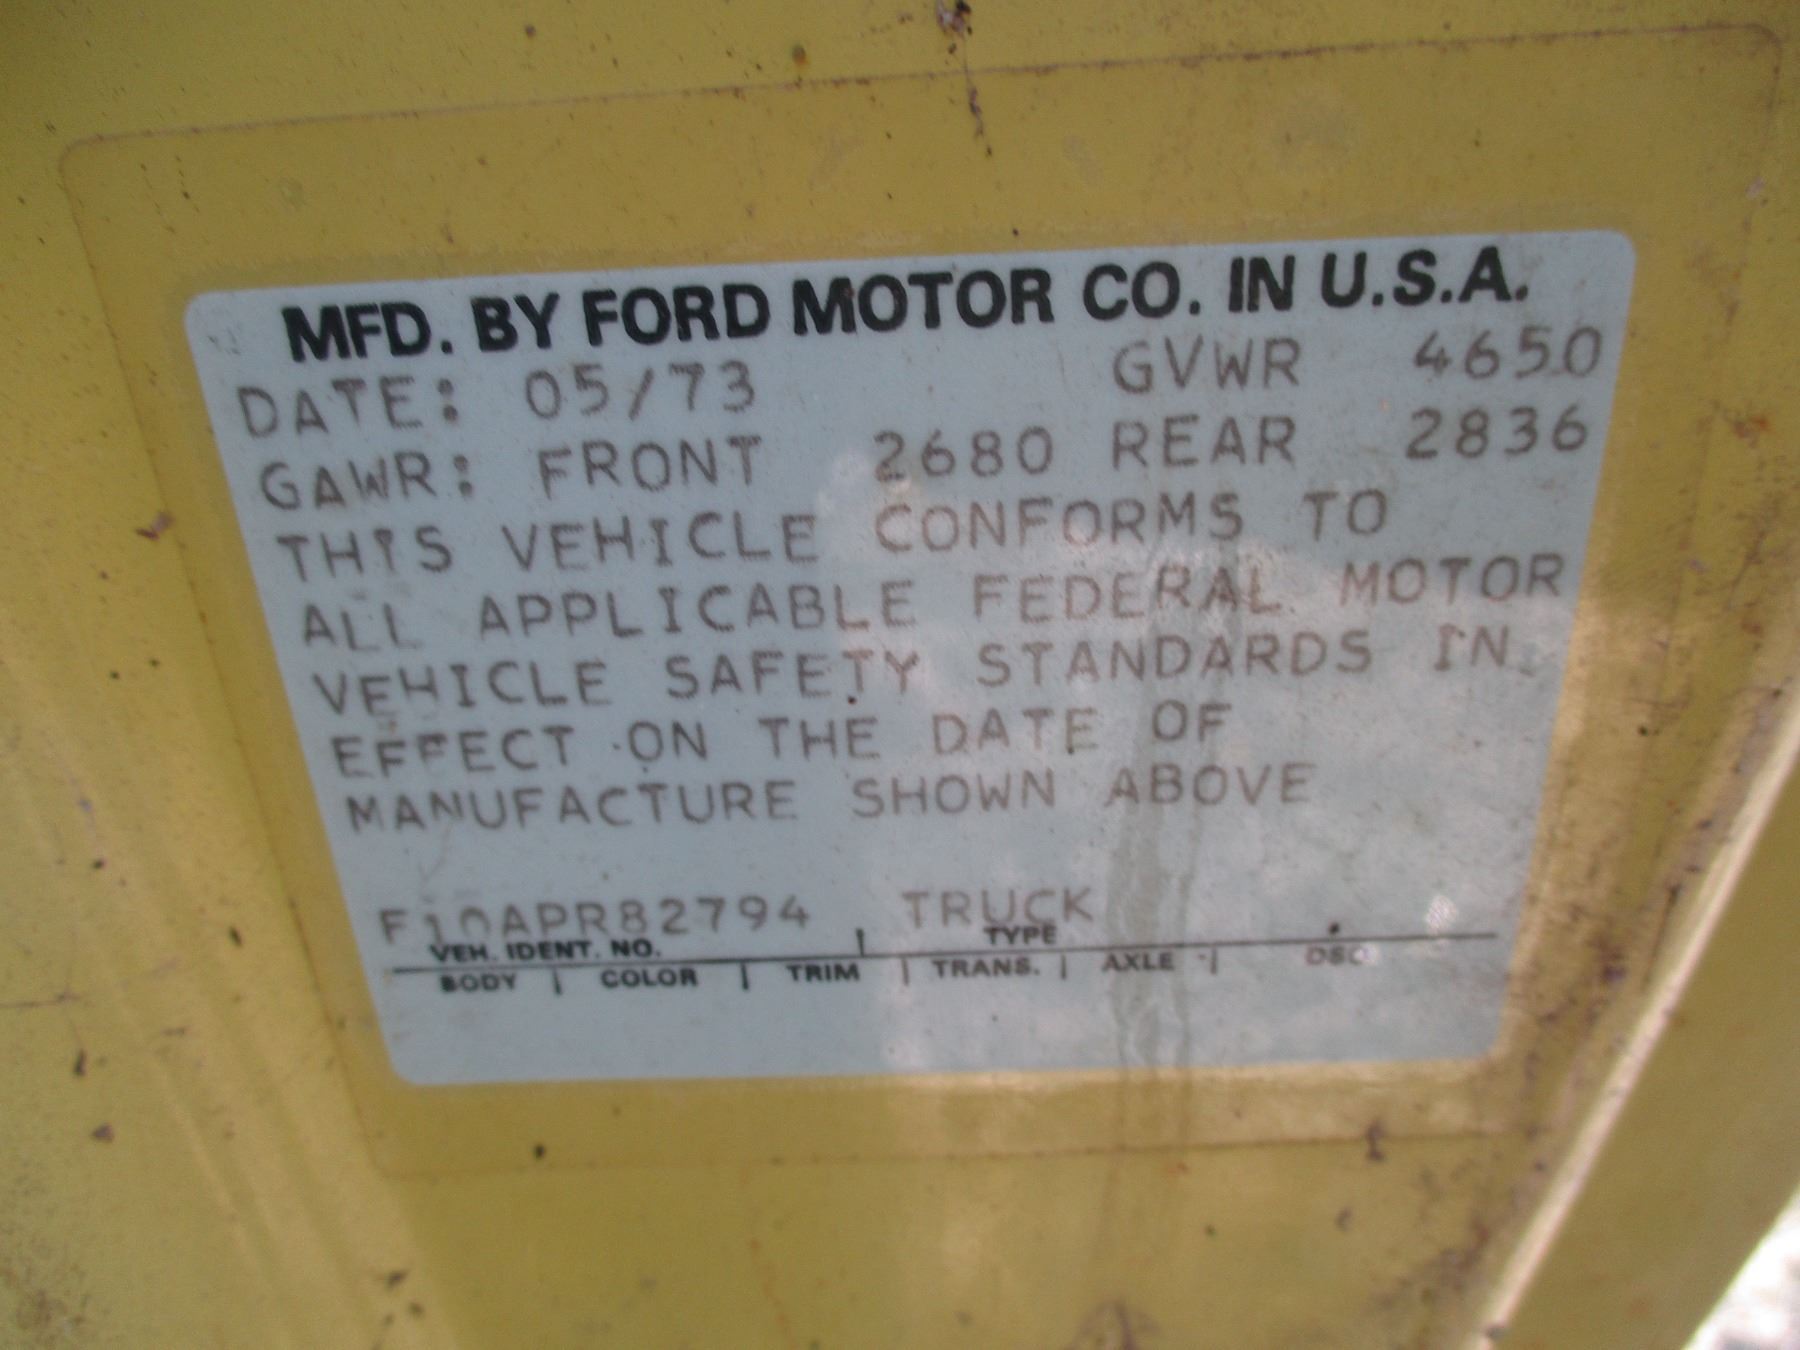 MFD. BY FORD MOTOR CO. IN U.S.A.
DATE: 05/73 GVWR 4650
GAWR: FRONT 2680 REAR 2836
THIS VEHICLE CONFORMS TO
ALL APPLICABLE FEDERAL MOTOR
VEHICLE SAFETY STANDARDS IN
EFFECT ON THE DATE OF
MANUFACTURE SHOWN ABOVE
F10APR82794 TRUCK
VEH. IDENT. NO. TYPE
BODY COLOR TRIM TRANS. AXLE DSO